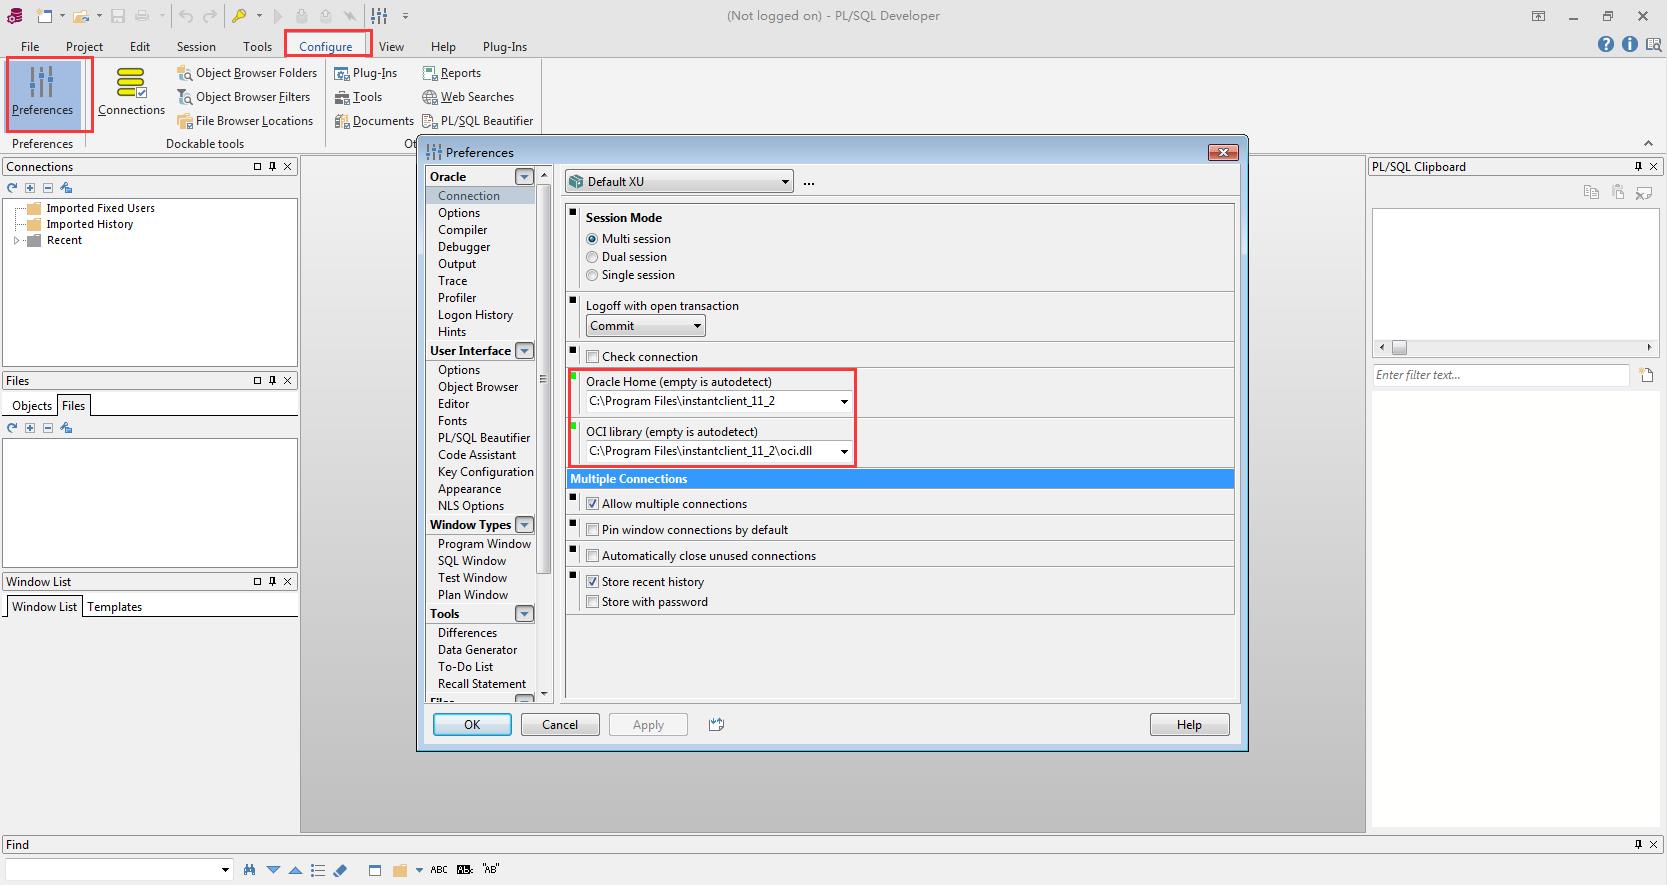 (Not logged on) - PL/SQL Developer
File Project Edit Session Tools Configure View Help Plug-Ins
Preferences
Connections
Object Browser Folders
Object Browser Filters
File Browser Locations
Plug-Ins
Tools
Documents
Reports
Web Searches
PL/SQL Beautifier
Preferences
Dockable tools
Connections
Imported Fixed Users
Imported History
Recent
Files
Objects Files
Window List
Window List Templates
Preferences
Oracle
Connection
Options
Compiler
Debugger
Output
Trace
Profiler
Logon History
Hints
User Interface
Options
Object Browser
Editor
Fonts
PL/SQL Beautifier
Code Assistant
Key Configuration
Appearance
NLS Options
Window Types
Program Window
SQL Window
Test Window
Plan Window
Tools
Differences
Data Generator
To-Do List
Recall Statement
Default XU
...
Session Mode
Multi session
Dual session
Single session
Logoff with open transaction
Commit
Check connection
Oracle Home (empty is autodetect)
C:\Program Files\instantclient_11_2
OCI library (empty is autodetect)
C:\Program Files\instantclient_11_2\oci.dll
Multiple Connections
Allow multiple connections
Pin window connections by default
Automatically close unused connections
Store recent history
Store with password
OK Cancel Apply Help
PL/SQL Clipboard
Enter filter text...
Find
ABC AB "AB"